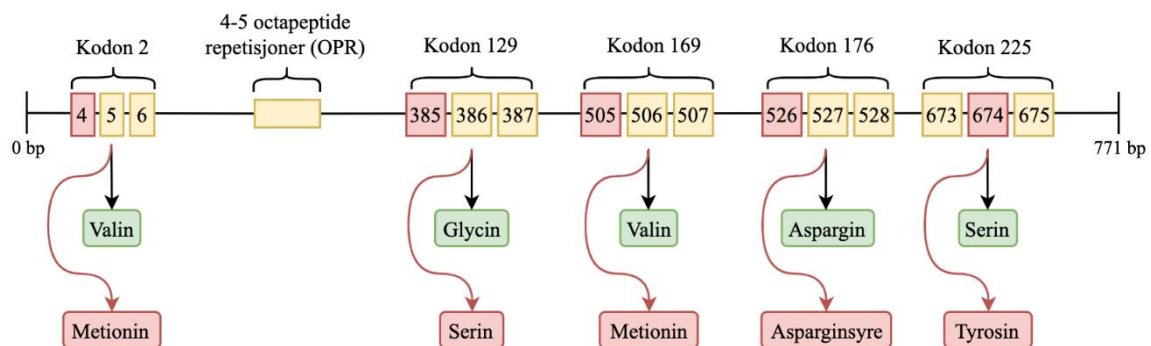 4-5 octapeptide
repetisjoner (OPR)
Kodon 2
Kodon 129
Kodon 169
Kodon 176
Kodon 225
4 5 6 385 386 387 505 506 507 526 527 528 673 674 675
0 bp
771 bp
Valin Glycin Valin Aspargin Serin
Metionin Serin Metionin Asparginsyre Tyrosin